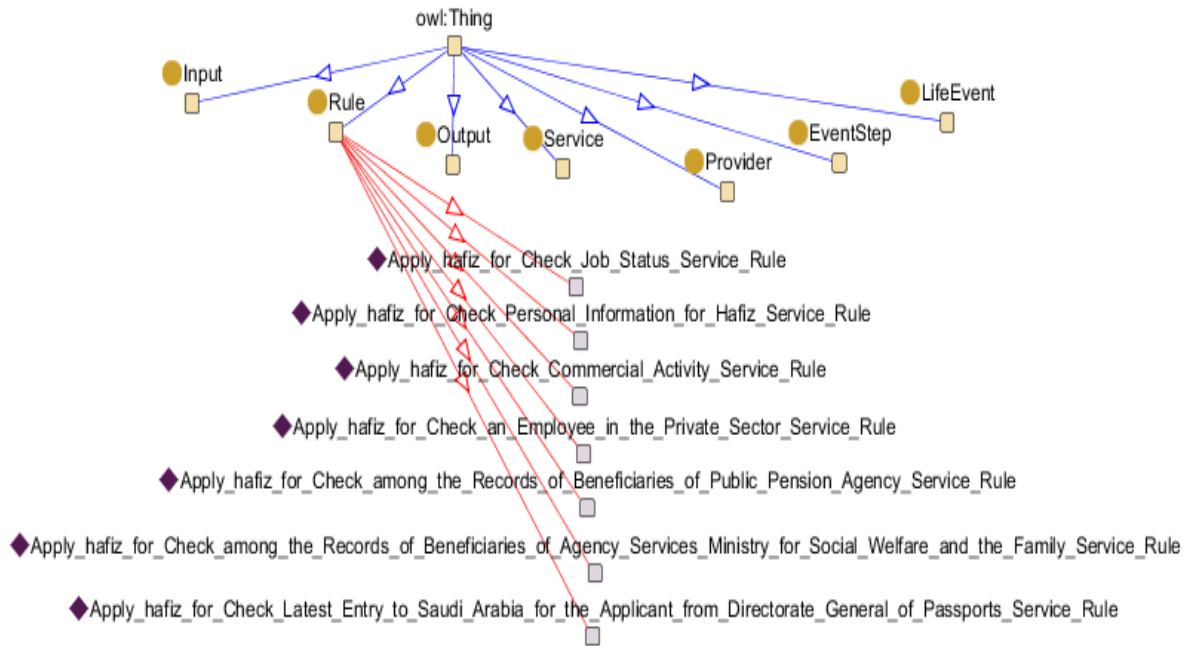 owl:Thing
Input
Rule
Output
Service
Provider
EventStep
LifeEvent
Apply_hafiz_for_Check_Job_Status_Service_Rule
Apply_hafiz_for_Check_Personal_Information_for_Hafiz_Service_Rule
Apply_hafiz_for_Check_Commercial_Activity_Service_Rule
Apply_hafiz_for_Check_an_Employee_in_the_Private_Sector_Service_Rule
Apply_hafiz_for_Check_among_the_Records_of_Beneficiaries_of_Public_Pension_Agency_Service_Rule
Apply_hafiz_for_Check_among_the_Records_of_Beneficiaries_of_Agency_Services_Ministry_for_Social_Welfare_and_the_Family_Service_Rule
Apply_hafiz_for_Check_Latest_Entry_to_Saudi_Arabia_for_the_Applicant_from_Directorate_General_of_Passports_Service_Rule